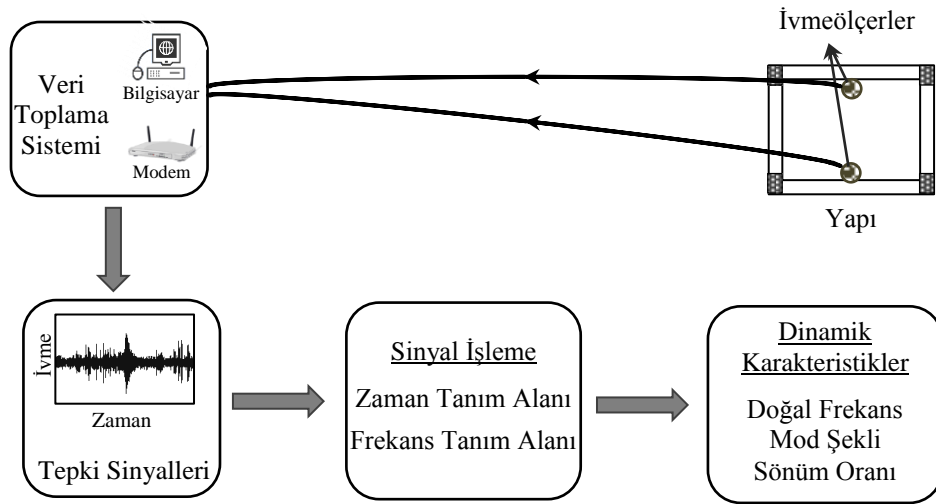 Veri
Toplama
Sistemi
Bilgisayar
Modem
İvmeölçerler
Yapı
İvme
Zaman
Tepki Sinyalleri
Sinyal İşleme
Zaman Tanım Alanı
Frekans Tanım Alanı
Dinamik
Karakteristikler
Doğal Frekans
Mod Şekli
Sönüm Oranı